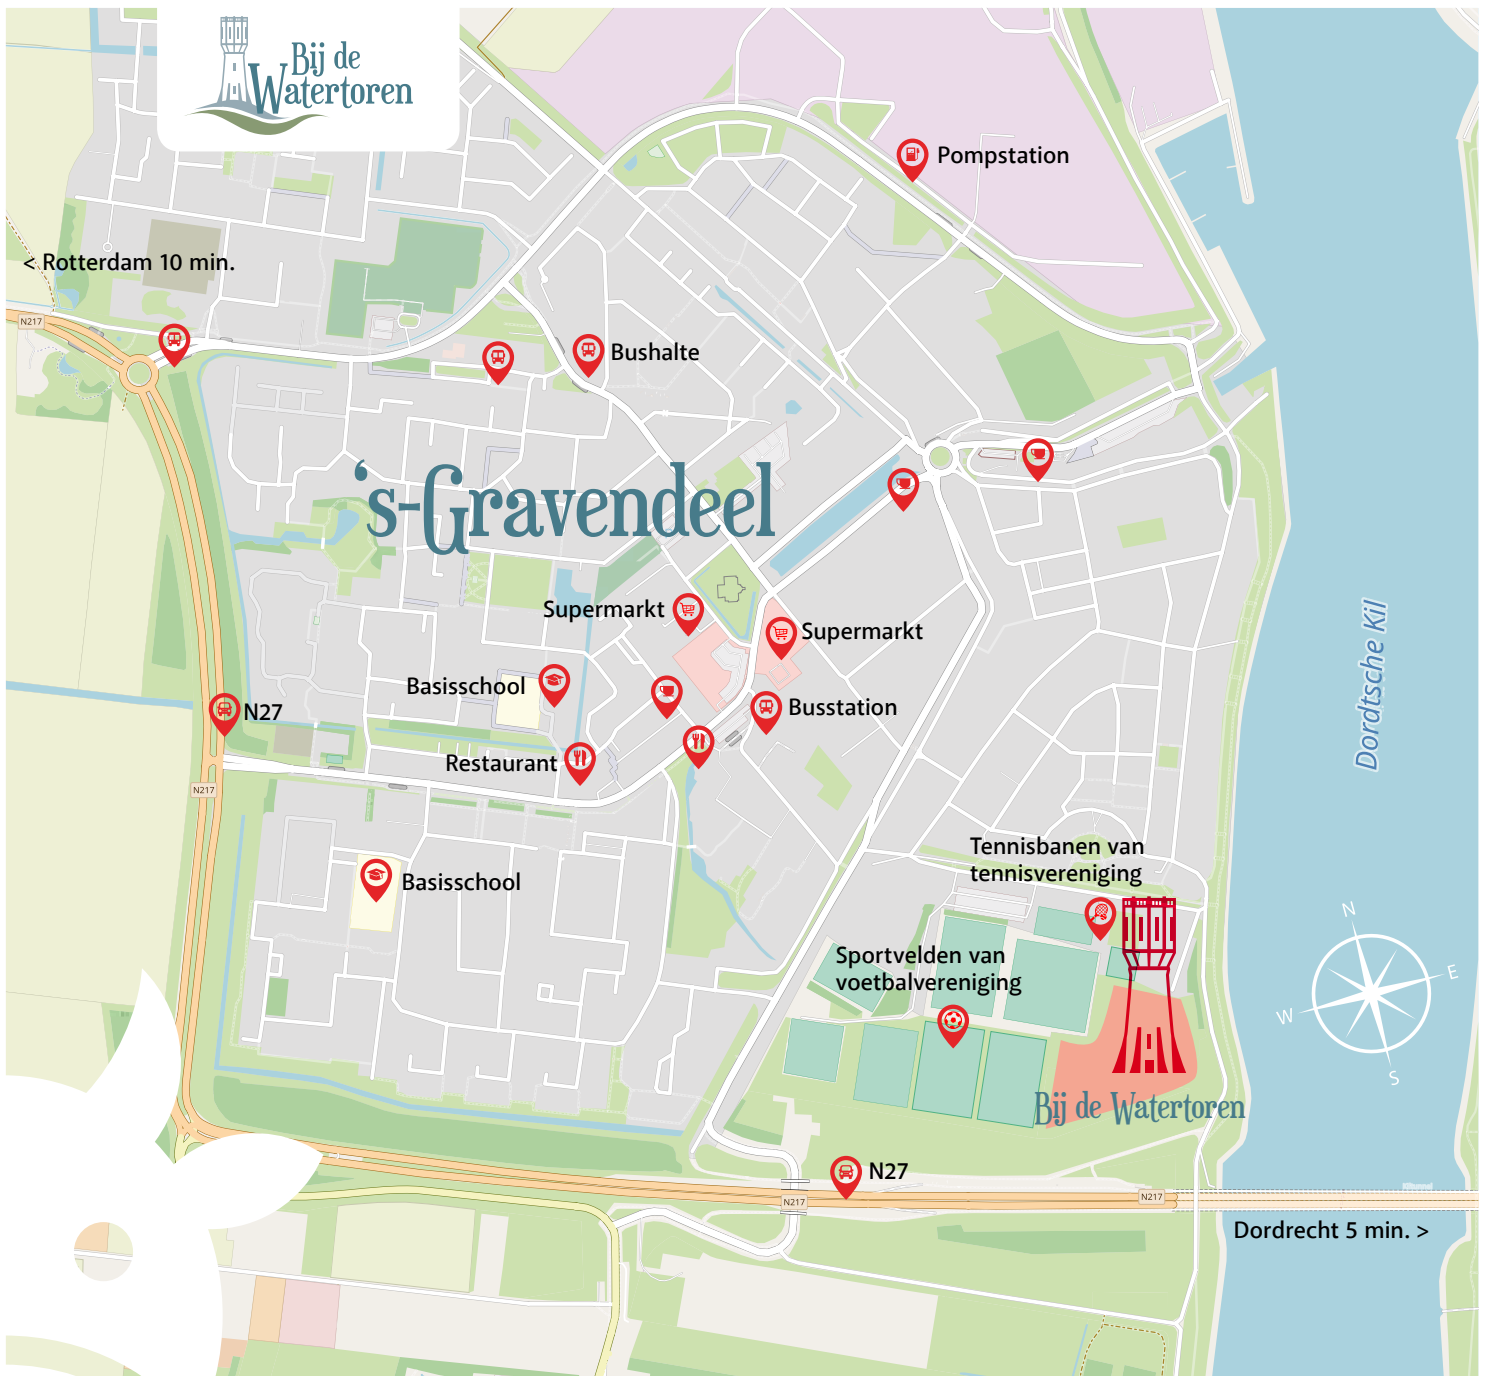 Bij de
Watertoren
Pompstation
< Rotterdam 10 min.
N217
Bushalte
's-Gravendeel
Supermarkt
Supermarkt
Basisschool
N27
Busstation
Restaurant
N217
Basisschool
Tennisbanen van
tennisvereniging
Sportvelden van
voetbalvereniging
Dordtsche Kil
N
E
W
S
Bij de Watertoren
N27
N217
N217
Dordrecht 5 min. >